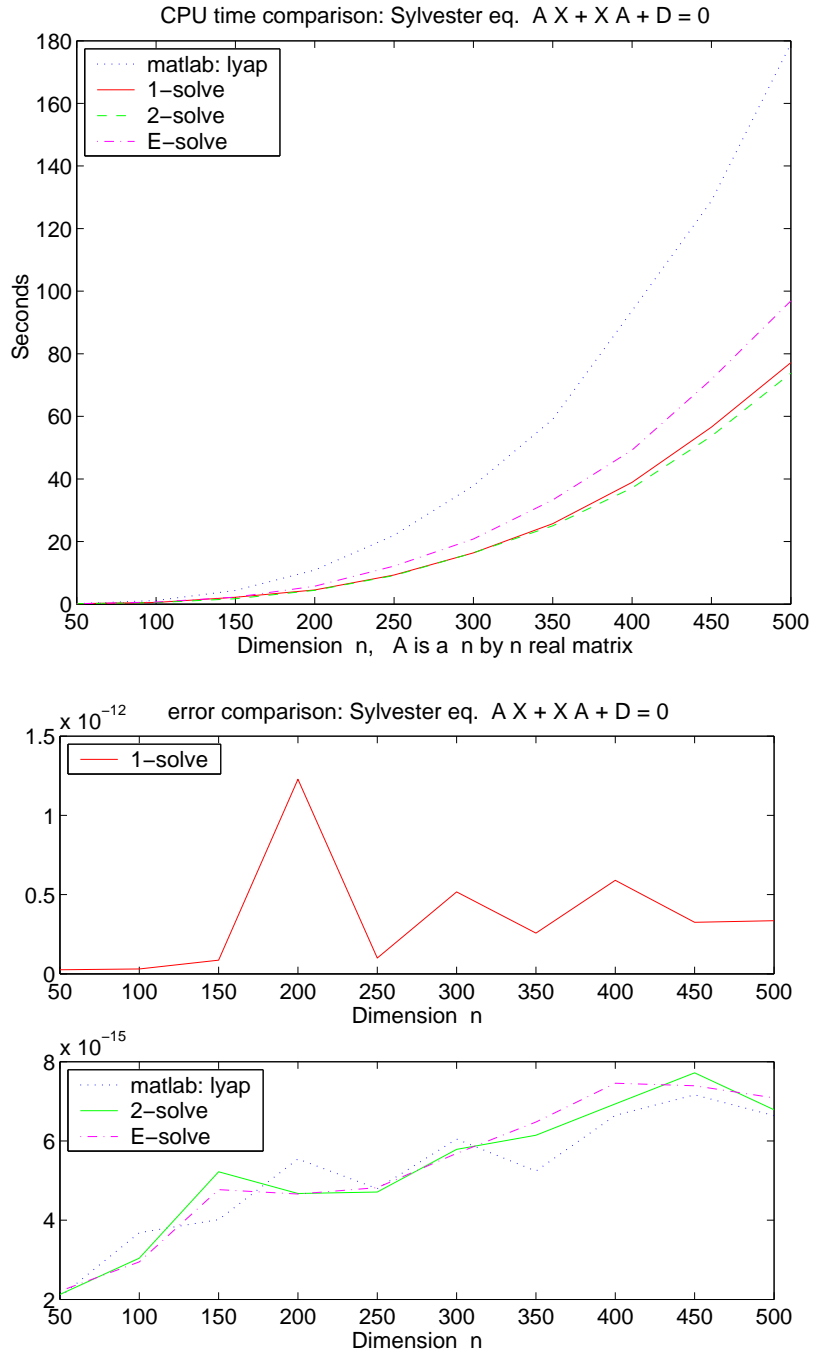 CPU time comparison: Sylvester eq.  A X + X A + D = 0
180
160
140
120
100
80
60
40
20
0
Seconds
matlab: lyap
1−solve
2−solve
E−solve
50 100 150 200 250 300 350 400 450 500
Dimension  n,   A is a  n by n real matrix
x 10−12
error comparison: Sylvester eq.  A X + X A + D = 0
1.5
1
0.5
0
1−solve
50 100 150 200 250 300 350 400 450 500
Dimension  n
x 10−15
8
6
4
2
matlab: lyap
2−solve
E−solve
50 100 150 200 250 300 350 400 450 500
Dimension  n